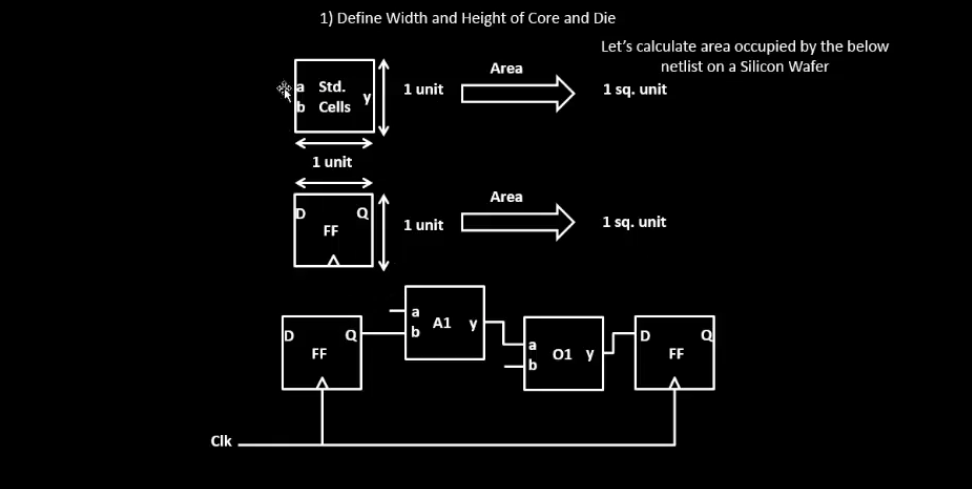 1) Define Width and Height of Core and Die
Let's calculate area occupied by the below
netlist on a Silicon Wafer
a Std. y
b Cells
1 unit
Area
1 sq. unit
1 unit
D Q
FF
1 unit
Area
1 sq. unit
D Q
FF
a
b A1 y
a
b O1 y
D Q
FF
Clk